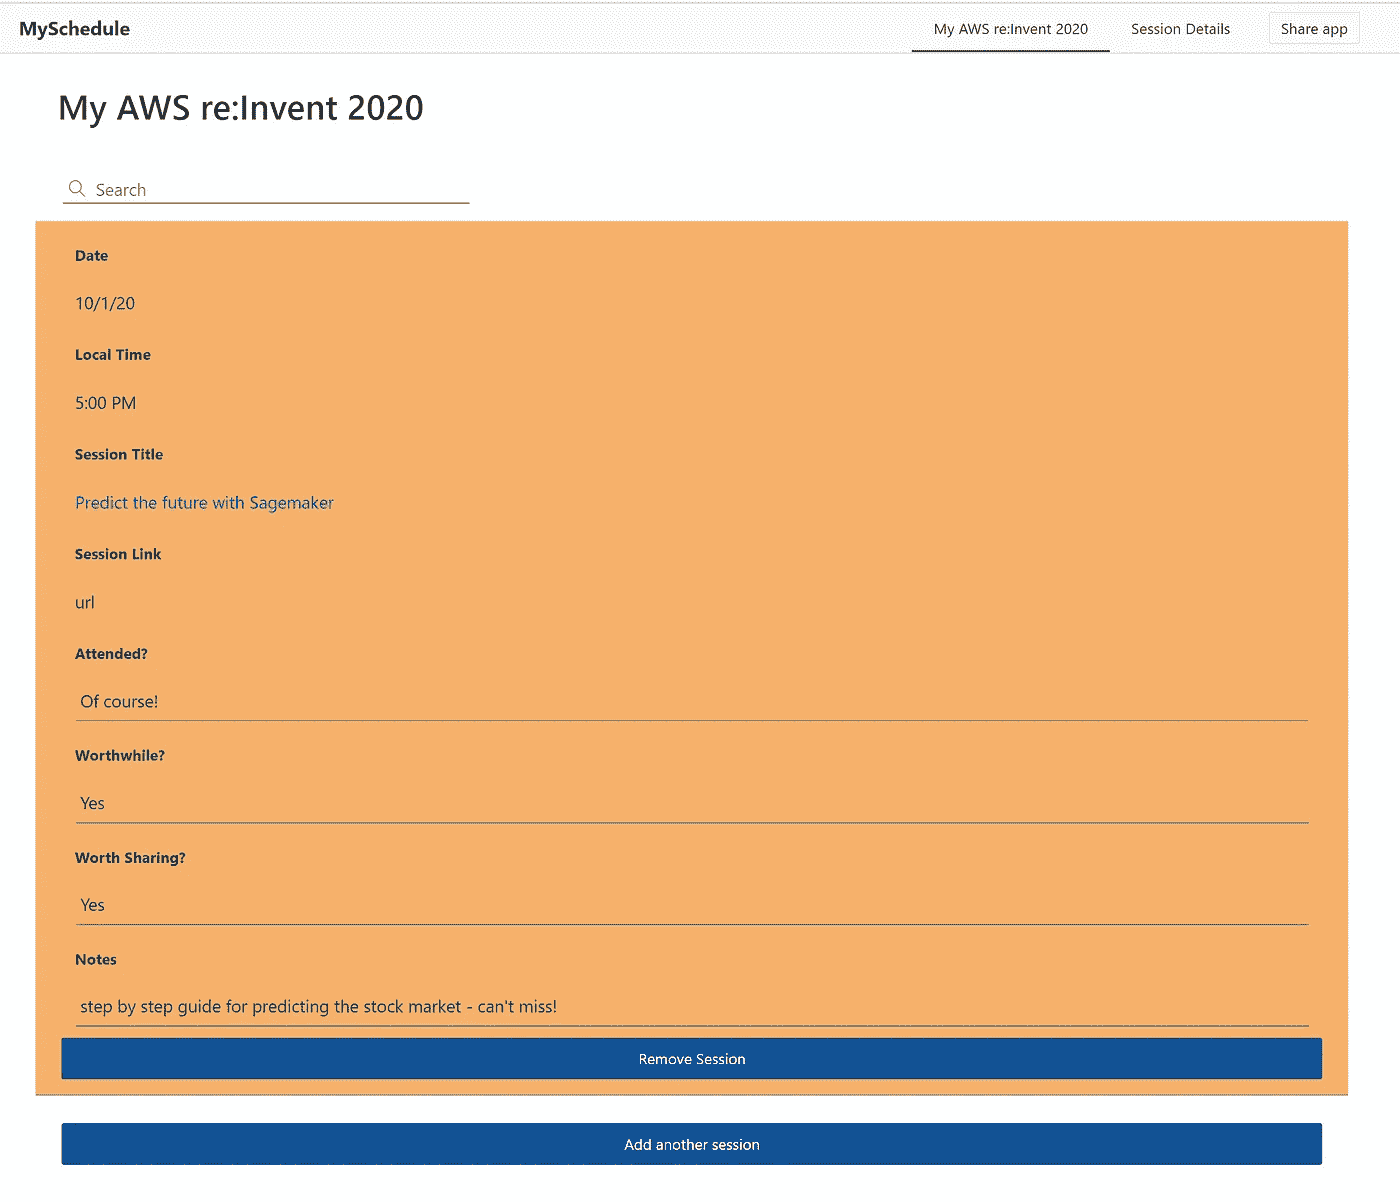 MySchedule
My AWS re:Invent 2020
Session Details
Share app
My AWS re:Invent 2020
Search
Date
10/1/20
Local Time
5:00 PM
Session Title
Predict the future with Sagemaker
Session Link
url
Attended?
Of course!
Worthwhile?
Yes
Worth Sharing?
Yes
Notes
step by step guide for predicting the stock market - can't miss!
Remove Session
Add another session